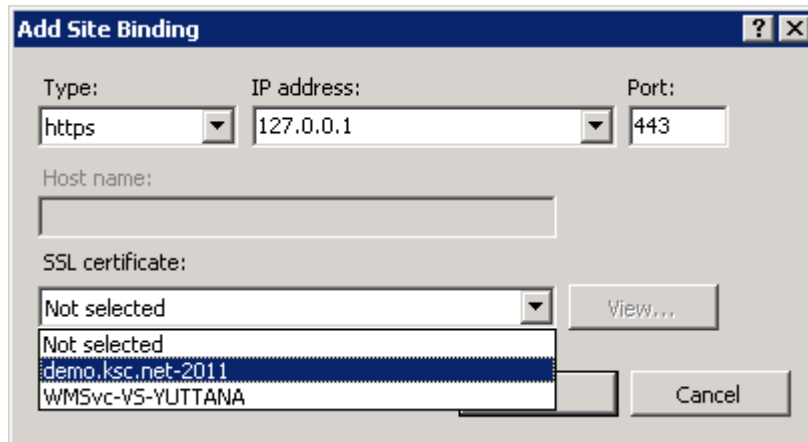 Add Site Binding
Type: IP address: Port:
https 127.0.0.1 443
Host name:
SSL certificate:
Not selected View...
Not selected
demo.ksc.net-2011
WMSvc-VS-YUTTANA
Cancel